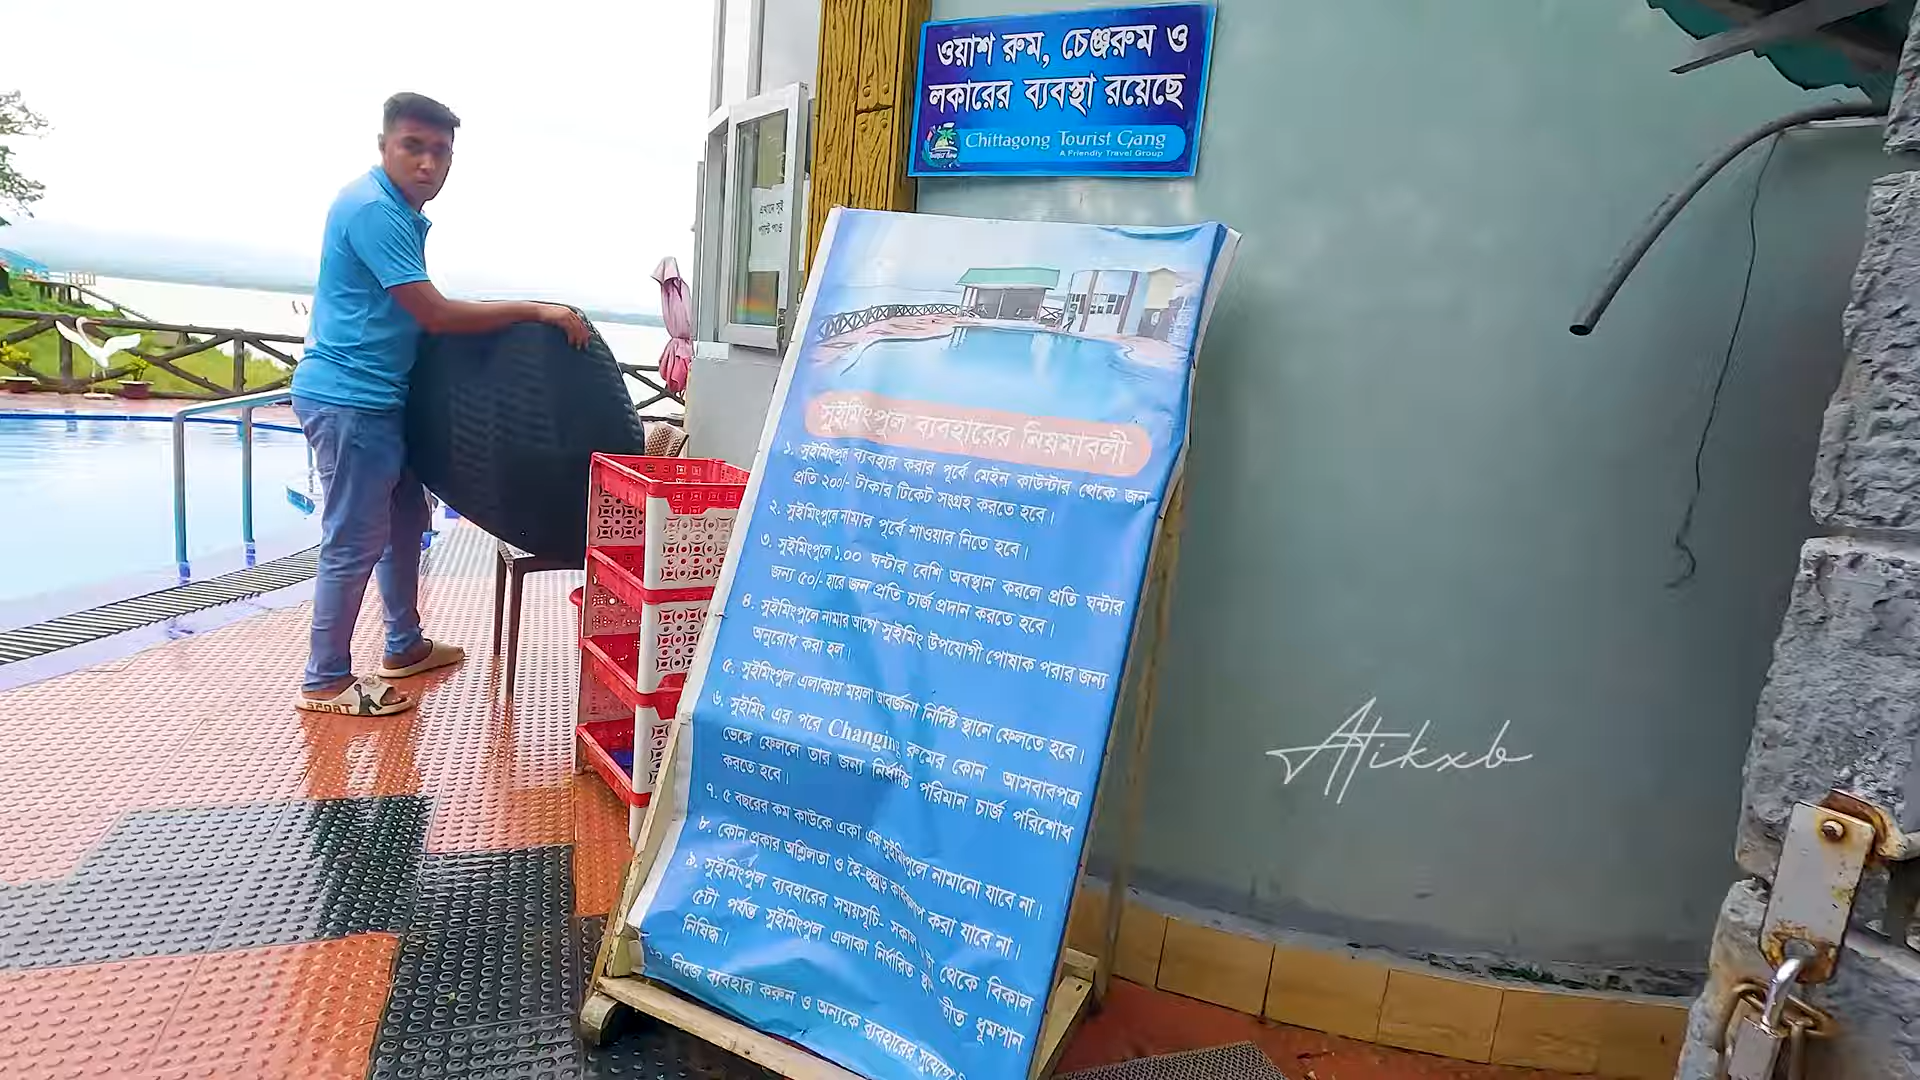 ওয়াশ রুম, চেঞ্জরুম ও
লকারের ব্যবস্থা রয়েছে
Chittagong Tourist Gang
A Friendly Travel Group
এখানে সুই
সুইমিংপুল ব্যবহারের নিয়মাবলী
১. সুইমিংপুল ব্যবহার করার পূর্বে মেইন কাউন্টার থেকে জন
প্রতি ২০০/- টাকার টিকেট সংগ্রহ করতে হবে।
২. সুইমিংপুলে নামার পূর্বে শাওয়ার নিতে হবে।
৩. সুইমিংপুলে ১.০০ ঘন্টার বেশি অবস্থান করলে প্রতি ঘন্টার
জন্য ৫০/- হারে জন প্রতি চার্জ প্রদান করতে হবে।
৪. সুইমিংপুলে নামার আগে সুইমিং উপযোগী পোষাক পরার জন্য
অনুরোধ করা হল।
৫. সুইমিংপুল এলাকায় ময়লা আবর্জনা নির্দিষ্ট স্থানে ফেলতে হবে।
৬. সুইমিং এর পরে Changing রুমের কোন আসবাবপত্র
ভেঙ্গে ফেললে তার জন্য নির্ধারিত পরিমান চার্জ পরিশোধ
করতে হবে।
৭. ৫ বছরের কম কাউকে একা একা সুইমিংপুলে নামানো যাবে না।
৮. কোন প্রকার অশ্লিলতা ও হৈ-হুল্লুড় কার্যকলাপ করা যাবে না।
৯. সুইমিংপুল ব্যবহারের সময়সূচি- সকাল থেকে বিকাল
৫টা পর্যন্ত সুইমিংপুল এলাকা নির্ধারিত ধূমপান
নিষিদ্ধ।
নিজে ব্যবহার করুন ও অন্যকে ব্যবহারের
Atikxb
SPORT